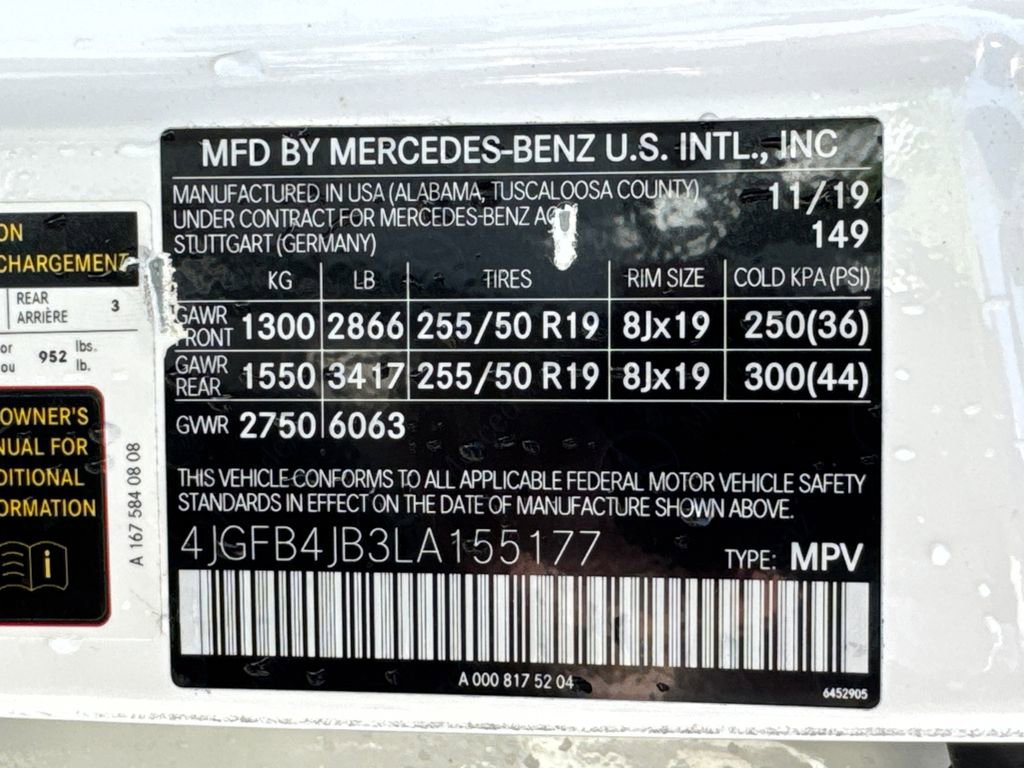 MFD BY MERCEDES-BENZ U.S. INTL., INC
MANUFACTURED IN USA (ALABAMA, TUSCALOOSA COUNTY) 11/19
UNDER CONTRACT FOR MERCEDES-BENZ AG
STUTTGART (GERMANY) 149
KG LB TIRES RIM SIZE COLD KPA (PSI)
GAWR FRONT 1300 2866 255/50 R19 8Jx19 250(36)
GAWR REAR 1550 3417 255/50 R19 8Jx19 300(44)
GVWR 2750 6063
THIS VEHICLE CONFORMS TO ALL APPLICABLE FEDERAL MOTOR VEHICLE SAFETY
STANDARDS IN EFFECT ON THE DATE OF MANUFACTURE SHOWN ABOVE.
4JGFB4JB3LA155177 TYPE: MPV
A 000 817 52 04
6452905
ON
CHARGEMENT
REAR
ARRIÈRE 3
or 952 lbs.
ou lb.
OWNER'S
NUAL FOR
DITIONAL
ORMATION
i
A 167 584 08 08